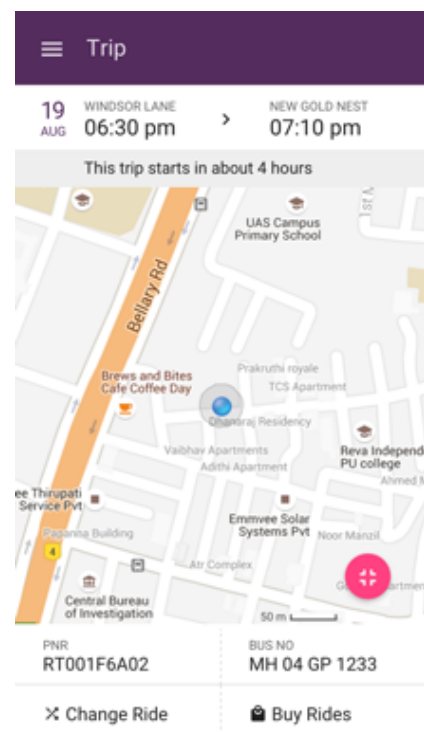 Trip
19
AUG
WINDSOR LANE
06:30 pm
NEW GOLD NEST
07:10 pm
This trip starts in about 4 hours
UAS Campus
Primary School
Bellary Rd
Brews and Bites
Cafe Coffee Day
Prakruthi royale
TCS Apartment
Dhanaraj Residency
Vaibhav Apartments
Adithi Apartment
Reva Independ
PU college
Ahmed M
ee Thirupati
Service Pvt
Emmvee Solar
Systems Pvt
Noor Manzil
Papanna Building
4
Atr Complex
Central Bureau
of Investigation
50 m
PNR
RT001F6A02
BUS NO
MH 04 GP 1233
Change Ride
Buy Rides